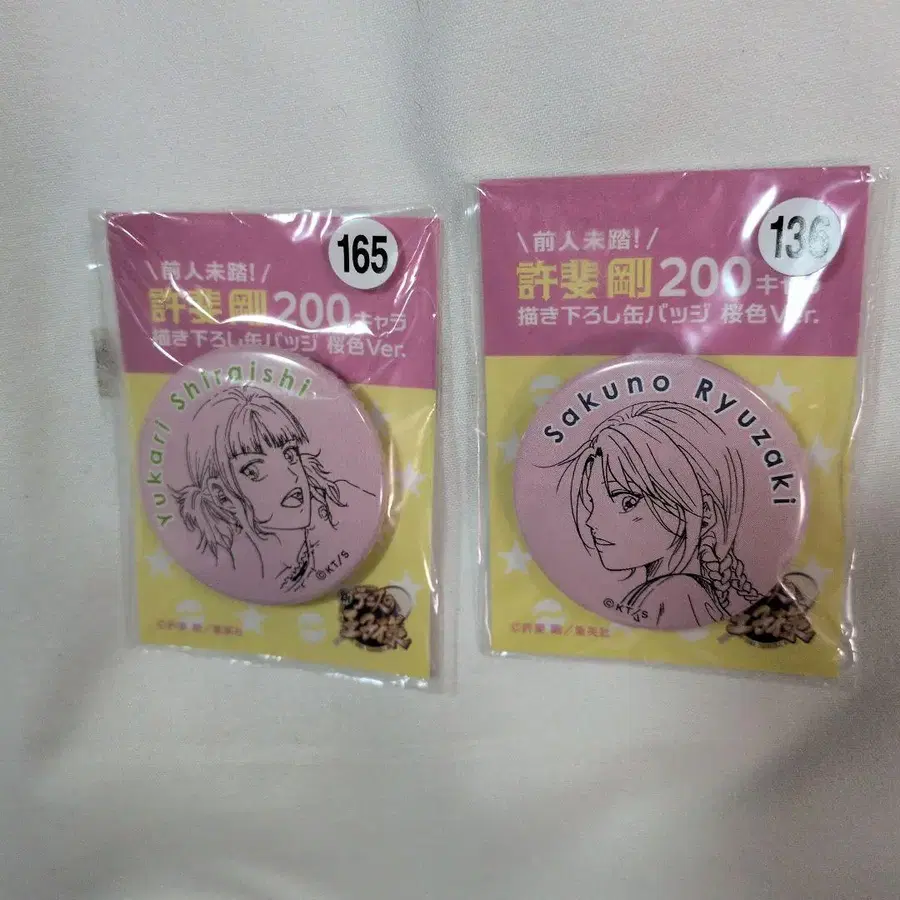 165
\前人未踏!/
許斐剛200キャラ
描き下ろし缶バッジ 桜色Ver.
Yukari Shiraishi
©KT/S
©許斐 剛/集英社
136
\前人未踏!/
許斐剛200キャラ
描き下ろし缶バッジ 桜色Ver.
Sakuno Ryuzaki
©KT/S
©許斐 剛/集英社